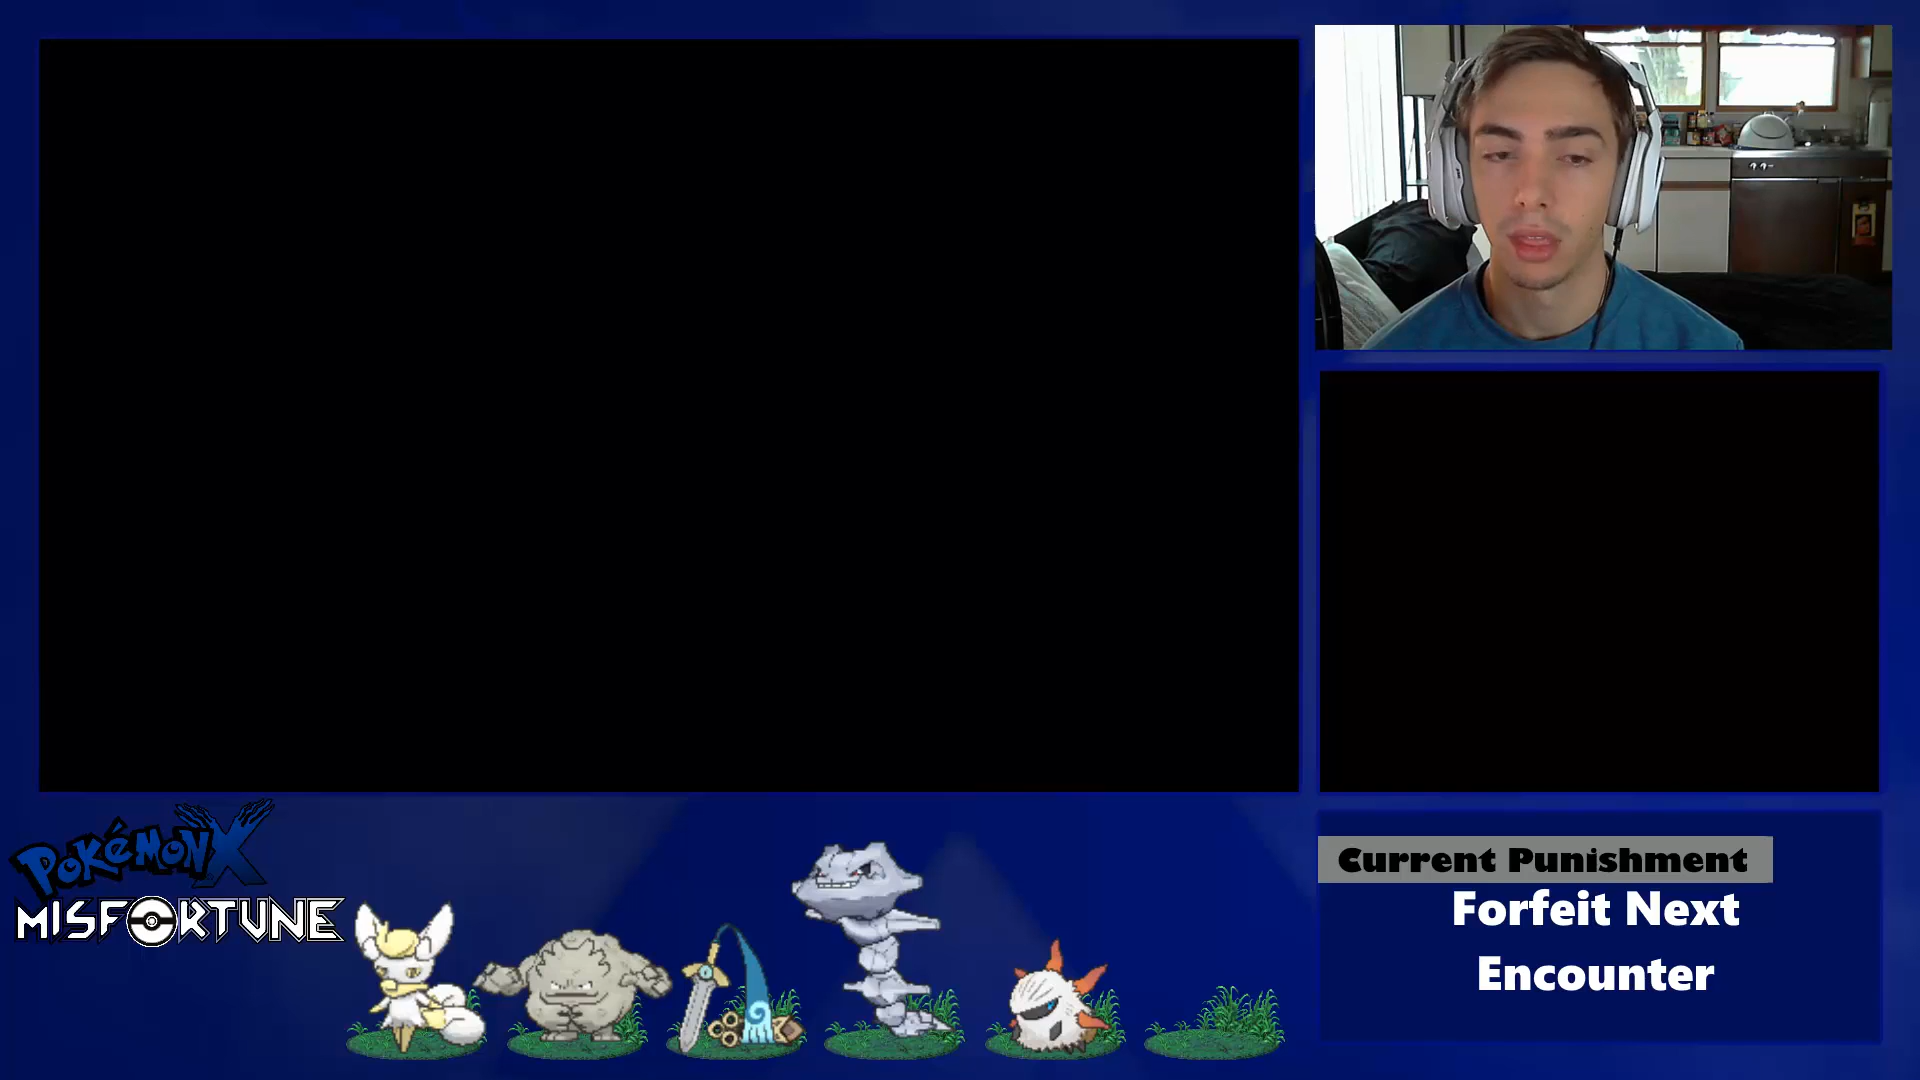 Pokémon X
MISFORTUNE
Current Punishment
Forfeit Next
Encounter